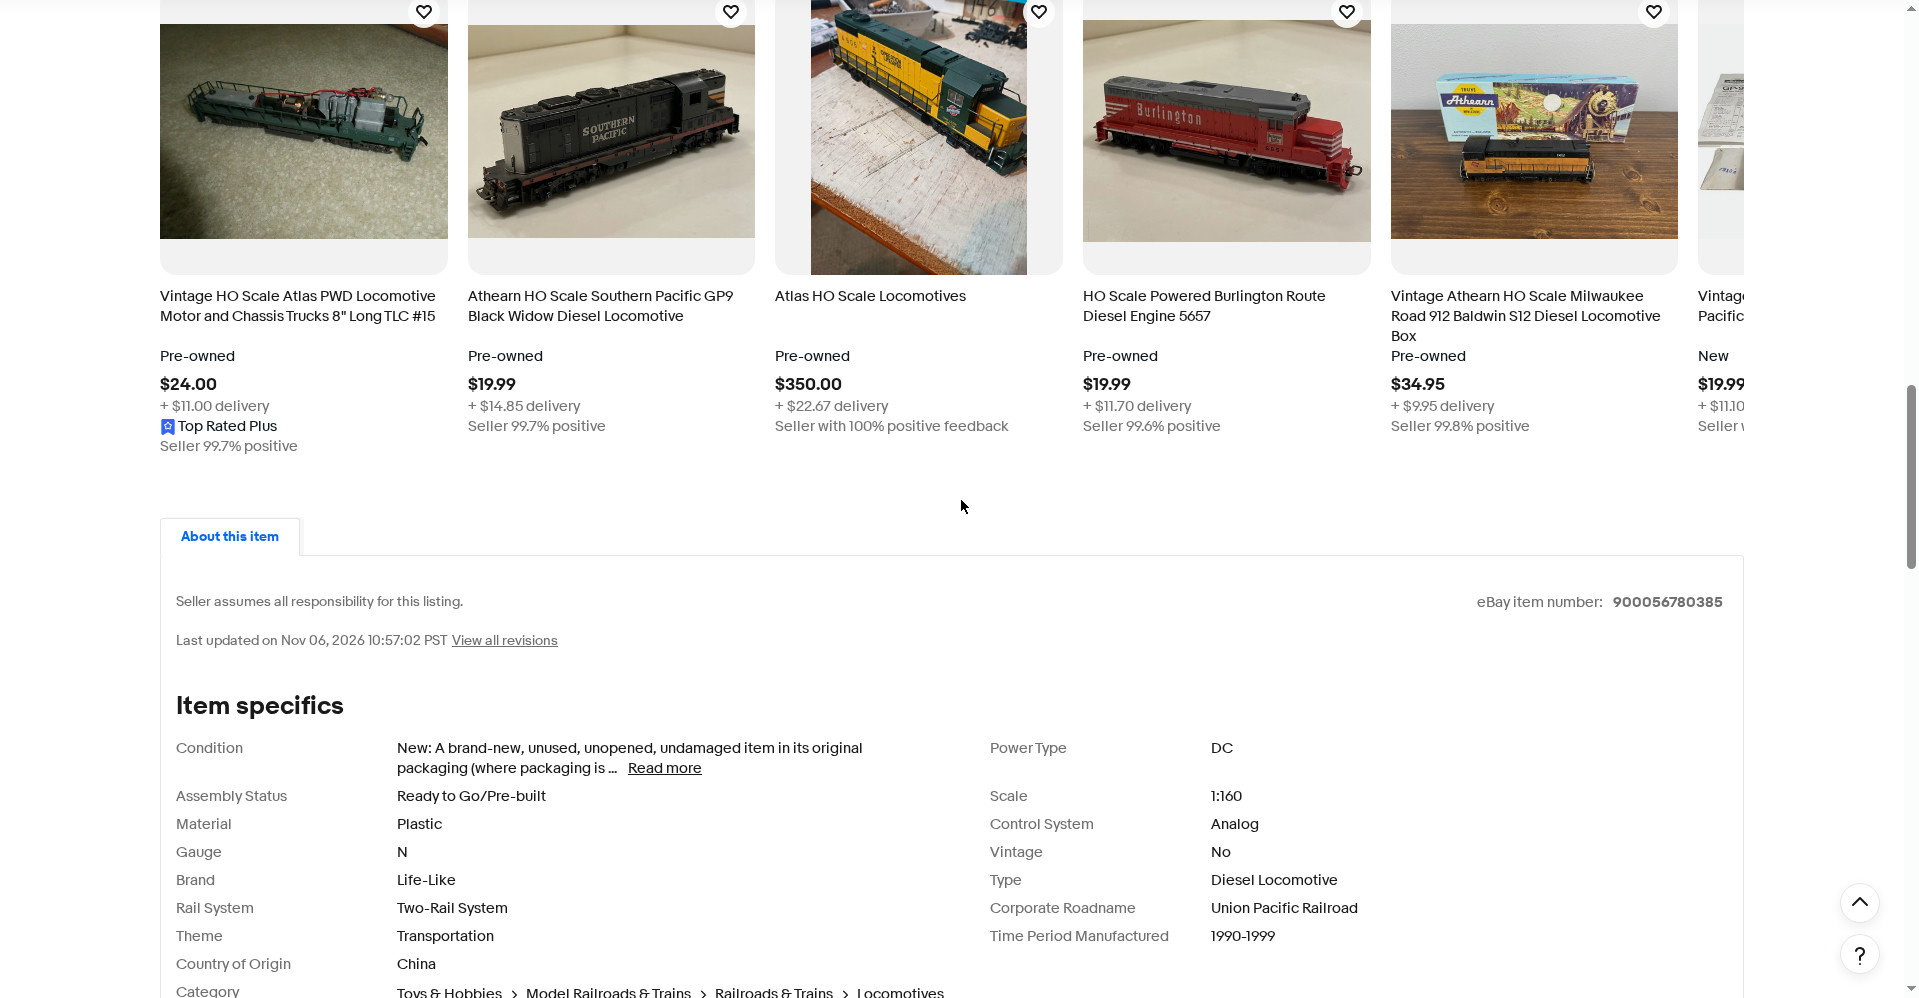 SOUTHERN
PACIFIC
Burlington
Athearn
Vintage HO Scale Atlas PWD Locomotive
Motor and Chassis Trucks 8" Long TLC #15
Pre-owned
$24.00
+ $11.00 delivery
Top Rated Plus
Seller 99.7% positive
Athearn HO Scale Southern Pacific GP9
Black Widow Diesel Locomotive
Pre-owned
$19.99
+ $14.85 delivery
Seller 99.7% positive
Atlas HO Scale Locomotives
Pre-owned
$350.00
+ $22.67 delivery
Seller with 100% positive feedback
HO Scale Powered Burlington Route
Diesel Engine 5657
Pre-owned
$19.99
+ $11.70 delivery
Seller 99.6% positive
Vintage Athearn HO Scale Milwaukee
Road 912 Baldwin S12 Diesel Locomotive
Box
Pre-owned
$34.95
+ $9.95 delivery
Seller 99.8% positive
Vintage
Pacific
New
$19.99
+ $11.10
Seller
About this item
Seller assumes all responsibility for this listing.
eBay item number: 900056780385
Last updated on Nov 06, 2026 10:57:02 PST View all revisions
Item specifics
Condition
New: A brand-new, unused, unopened, undamaged item in its original
packaging (where packaging is ... Read more
Power Type
DC
Assembly Status
Ready to Go/Pre-built
Scale
1:160
Material
Plastic
Control System
Analog
Gauge
N
Vintage
No
Brand
Life-Like
Type
Diesel Locomotive
Rail System
Two-Rail System
Corporate Roadname
Union Pacific Railroad
Theme
Transportation
Time Period Manufactured
1990-1999
Country of Origin
China
Category
Toys & Hobbies > Model Railroads & Trains > Railroads & Trains > Locomotives